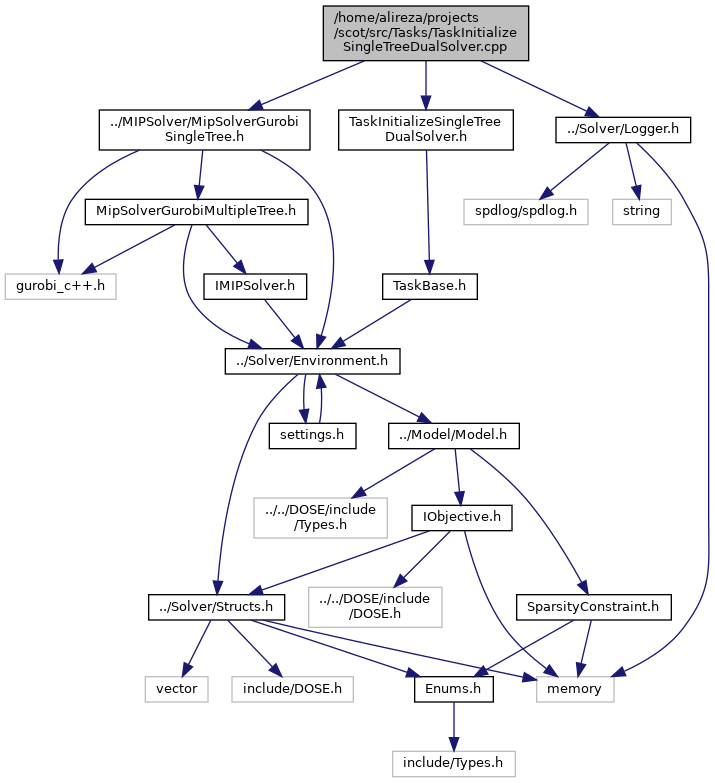 /home/alireza/projects
/scot/src/Tasks/TaskInitialize
SingleTreeDualSolver.cpp
../MIPSolver/MipSolverGurobi
SingleTree.h
TaskInitializeSingleTree
DualSolver.h
../Solver/Logger.h
MipSolverGurobiMultipleTree.h
spdlog/spdlog.h
string
gurobi_c++.h
IMIPSolver.h
TaskBase.h
../Solver/Environment.h
settings.h
../Model/Model.h
../../DOSE/include
/Types.h
IObjective.h
../Solver/Structs.h
../../DOSE/include
/DOSE.h
SparsityConstraint.h
vector
include/DOSE.h
Enums.h
memory
include/Types.h